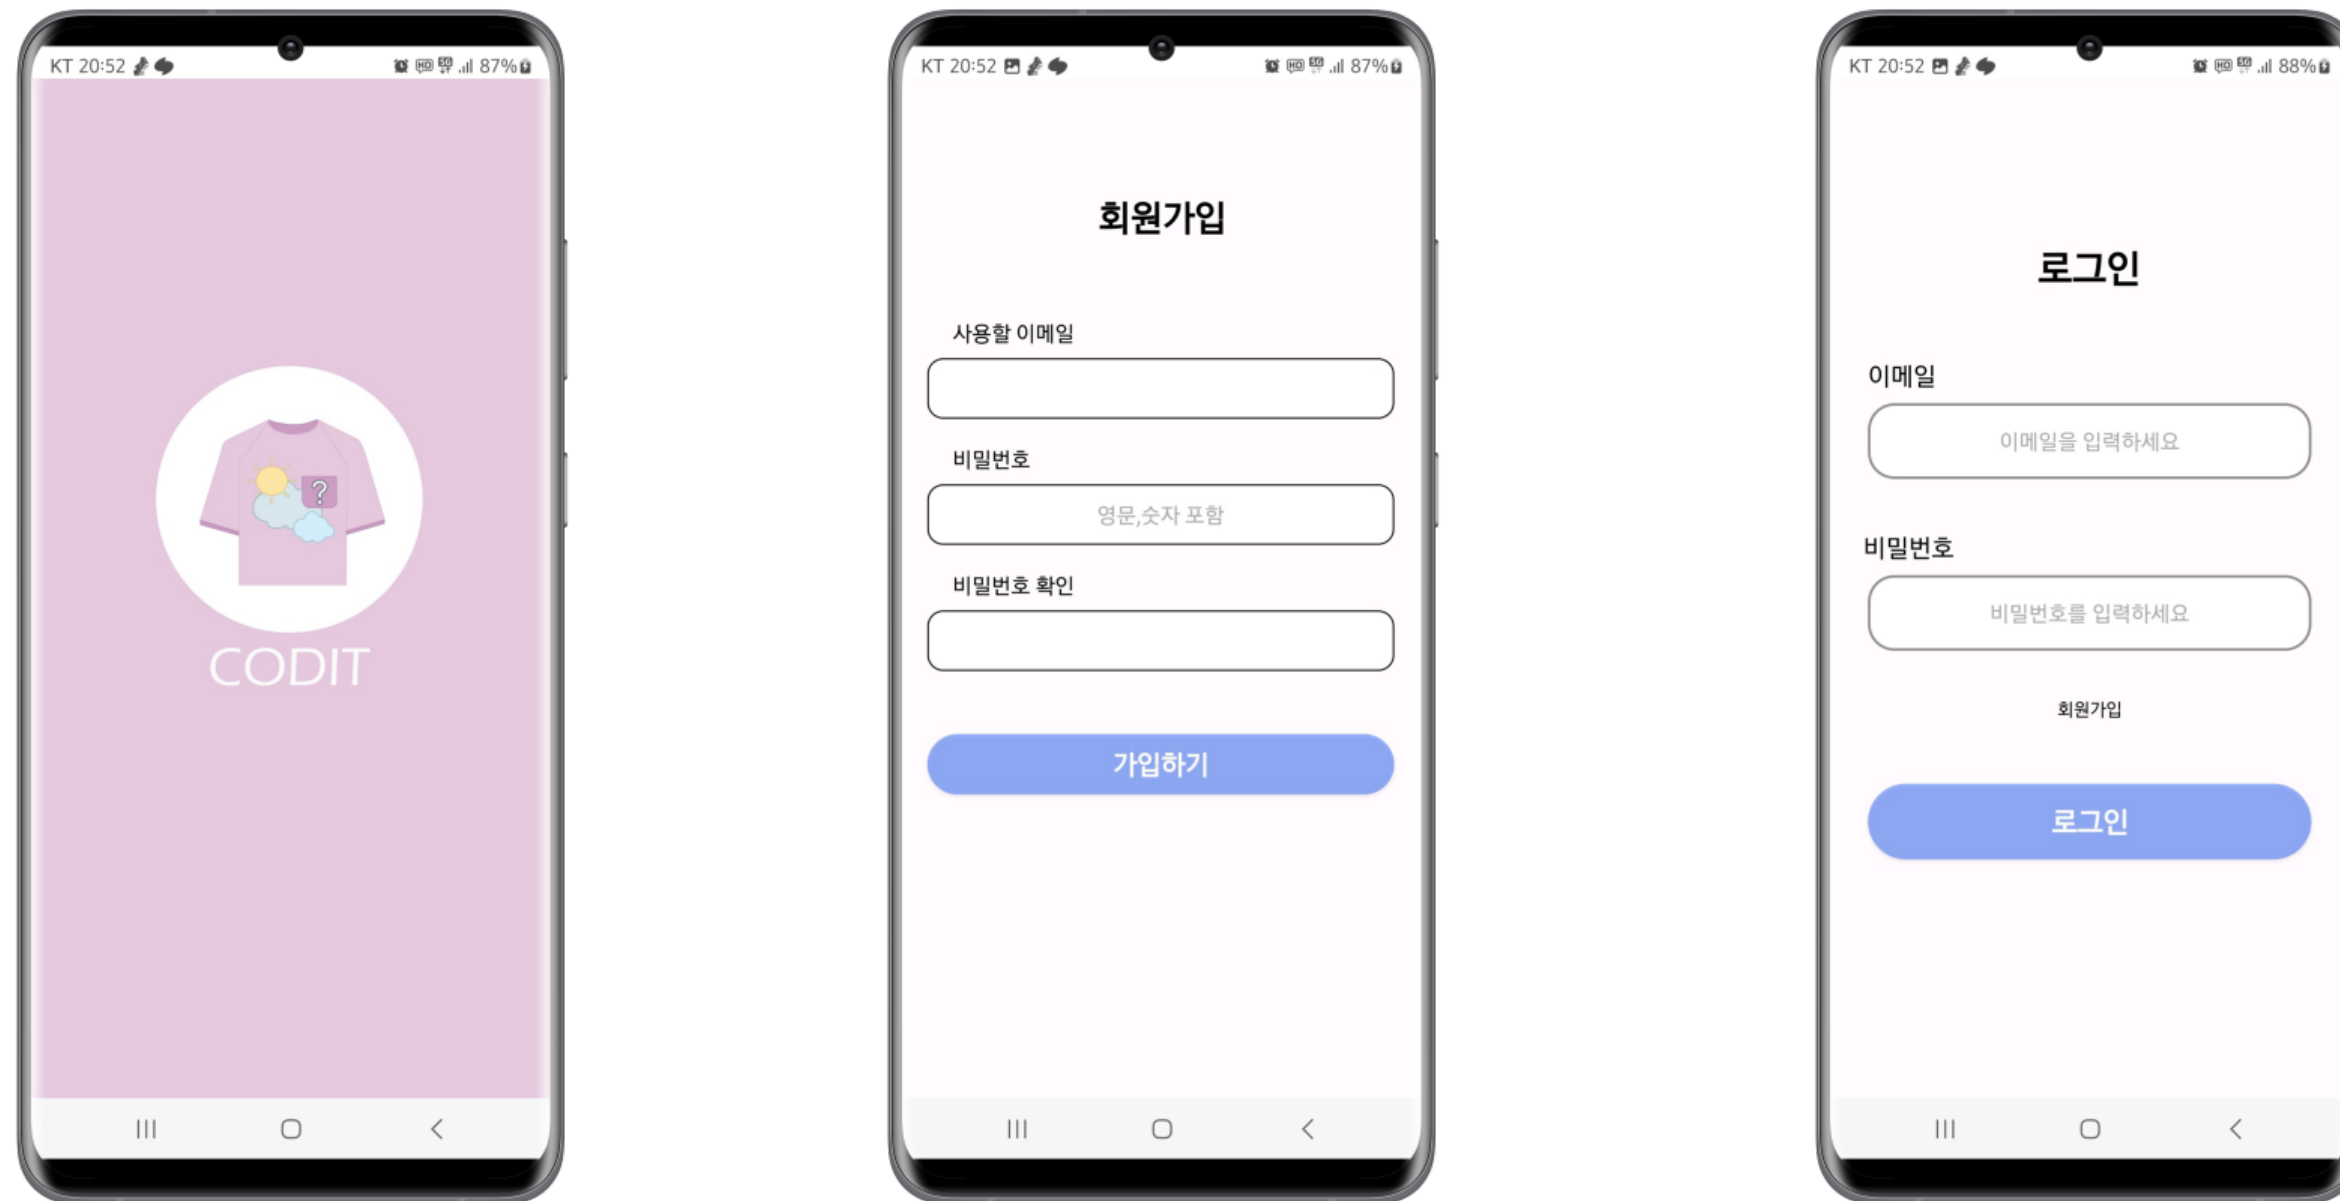 KT 20:52 87%
?
CODIT
KT 20:52 87%
회원가입
사용할 이메일
비밀번호
영문,숫자 포함
비밀번호 확인
가입하기
KT 20:52 88%
로그인
이메일
이메일을 입력하세요
비밀번호
비밀번호를 입력하세요
회원가입
로그인